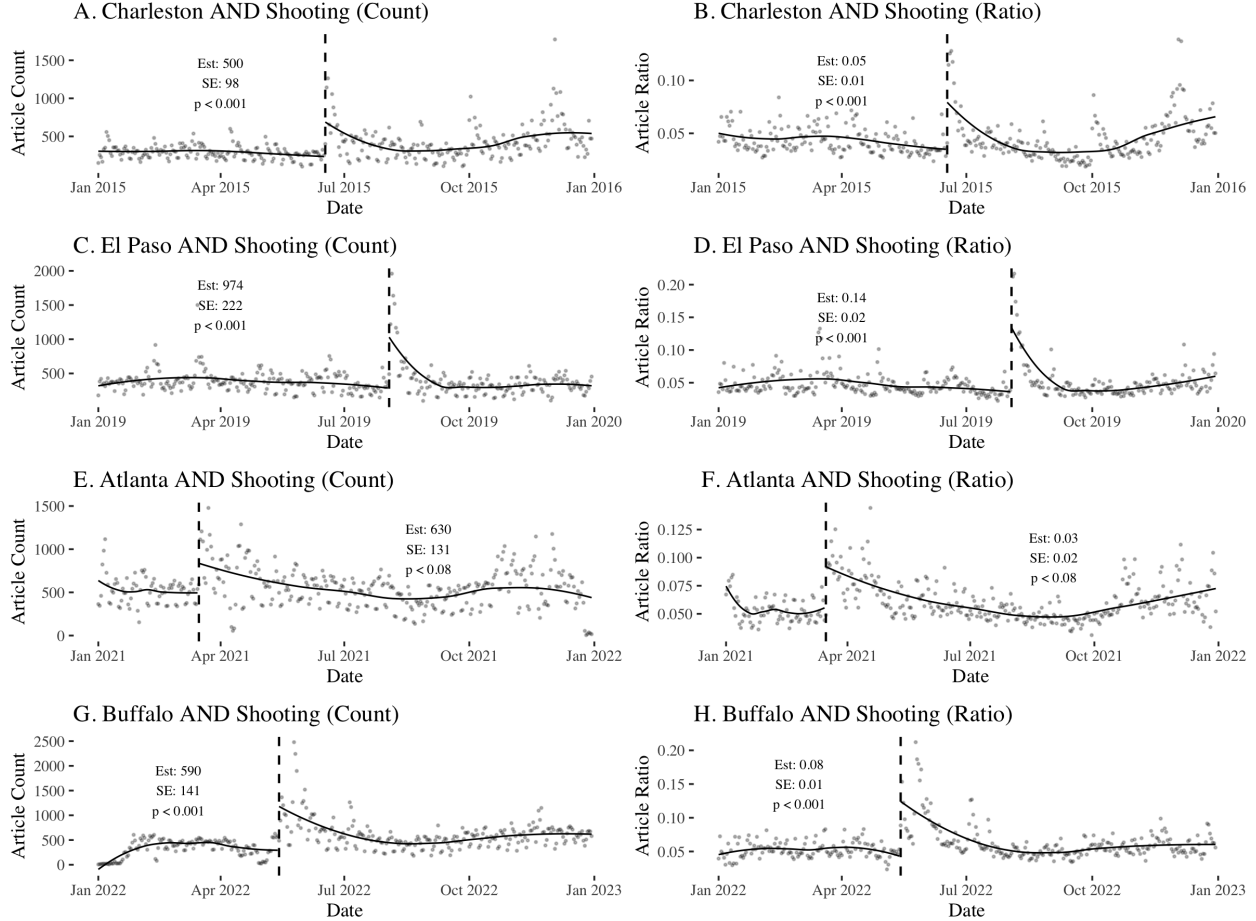 A. Charleston AND Shooting (Count)
Article Count
1500
1000
500
Est: 500
SE: 98
p < 0.001
Jan 2015
Apr 2015
Jul 2015
Oct 2015
Jan 2016
Date
B. Charleston AND Shooting (Ratio)
Article Ratio
0.10
0.05
Est: 0.05
SE: 0.01
p < 0.001
Jan 2015
Apr 2015
Jul 2015
Oct 2015
Jan 2016
Date
C. El Paso AND Shooting (Count)
Article Count
2000
1500
1000
500
Est: 974
SE: 222
p < 0.001
Jan 2019
Apr 2019
Jul 2019
Oct 2019
Jan 2020
Date
D. El Paso AND Shooting (Ratio)
Article Ratio
0.20
0.15
0.10
0.05
Est: 0.14
SE: 0.02
p < 0.001
Jan 2019
Apr 2019
Jul 2019
Oct 2019
Jan 2020
Date
E. Atlanta AND Shooting (Count)
Article Count
1500
1000
500
0
Est: 630
SE: 131
p < 0.08
Jan 2021
Apr 2021
Jul 2021
Oct 2021
Jan 2022
Date
F. Atlanta AND Shooting (Ratio)
Article Ratio
0.125
0.100
0.075
0.050
Est: 0.03
SE: 0.02
p < 0.08
Jan 2021
Apr 2021
Jul 2021
Oct 2021
Jan 2022
Date
G. Buffalo AND Shooting (Count)
Article Count
2500
2000
1500
1000
500
0
Est: 590
SE: 141
p < 0.001
Jan 2022
Apr 2022
Jul 2022
Oct 2022
Jan 2023
Date
H. Buffalo AND Shooting (Ratio)
Article Ratio
0.20
0.15
0.10
0.05
Est: 0.08
SE: 0.01
p < 0.001
Jan 2022
Apr 2022
Jul 2022
Oct 2022
Jan 2023
Date